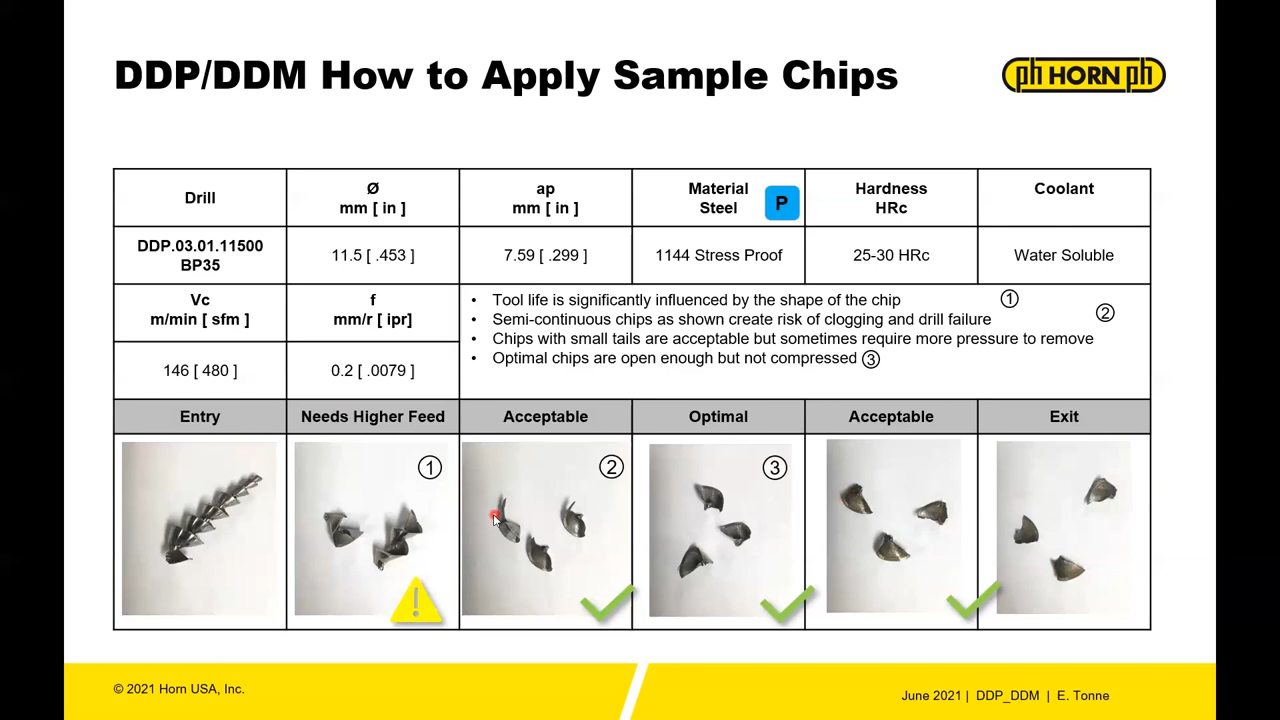 DDP/DDM How to Apply Sample Chips
ph HORN ph
Drill
Ø
mm [ in ]
ap
mm [ in ]
Material
Steel
P
Hardness
HRc
Coolant
DDP.03.01.11500
BP35
11.5 [ .453 ]
7.59 [ .299 ]
1144 Stress Proof
25-30 HRc
Water Soluble
Vc
m/min [ sfm ]
f
mm/r [ ipr]
146 [ 480 ]
0.2 [ .0079 ]
• Tool life is significantly influenced by the shape of the chip ①
• Semi-continuous chips as shown create risk of clogging and drill failure ②
• Chips with small tails are acceptable but sometimes require more pressure to remove
• Optimal chips are open enough but not compressed ③
Entry
Needs Higher Feed
Acceptable
Optimal
Acceptable
Exit
①
②
③
© 2021 Horn USA, Inc.
June 2021 | DDP_DDM | E. Tonne